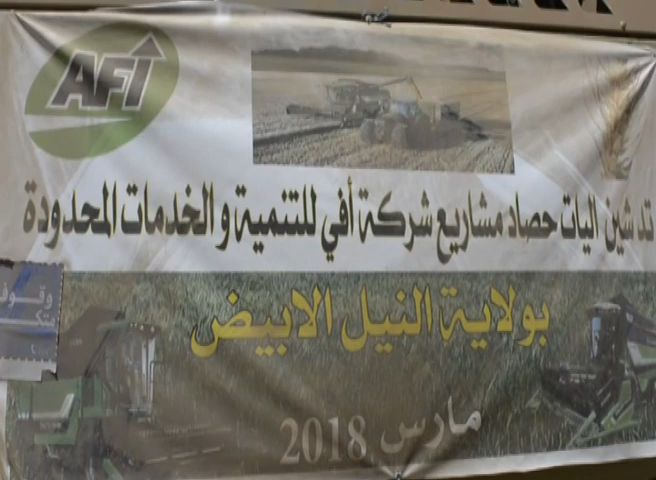 AFI
تدشين اليات حصاد مشاريع شركة أفي للتنمية و الخدمات المحدودة
بولاية النيل الابيض
مارس 2018